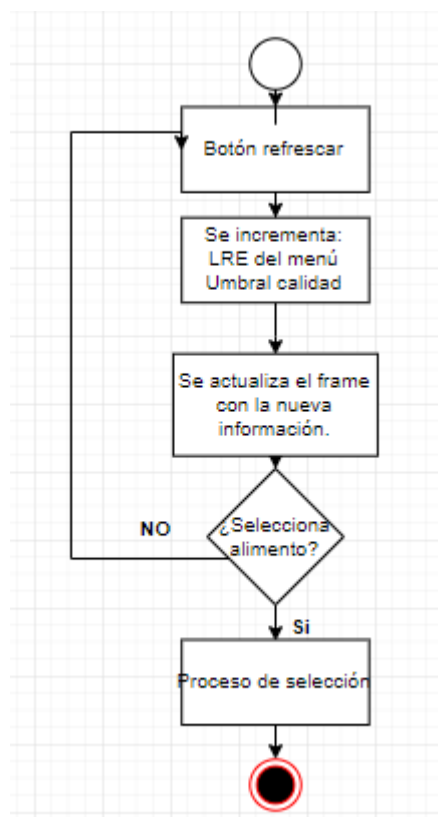 Botón refrescar
Se incrementa:
LRE del menú
Umbral calidad
Se actualiza el frame
con la nueva
información.
¿Selecciona
alimento?
NO
Si
Proceso de selección